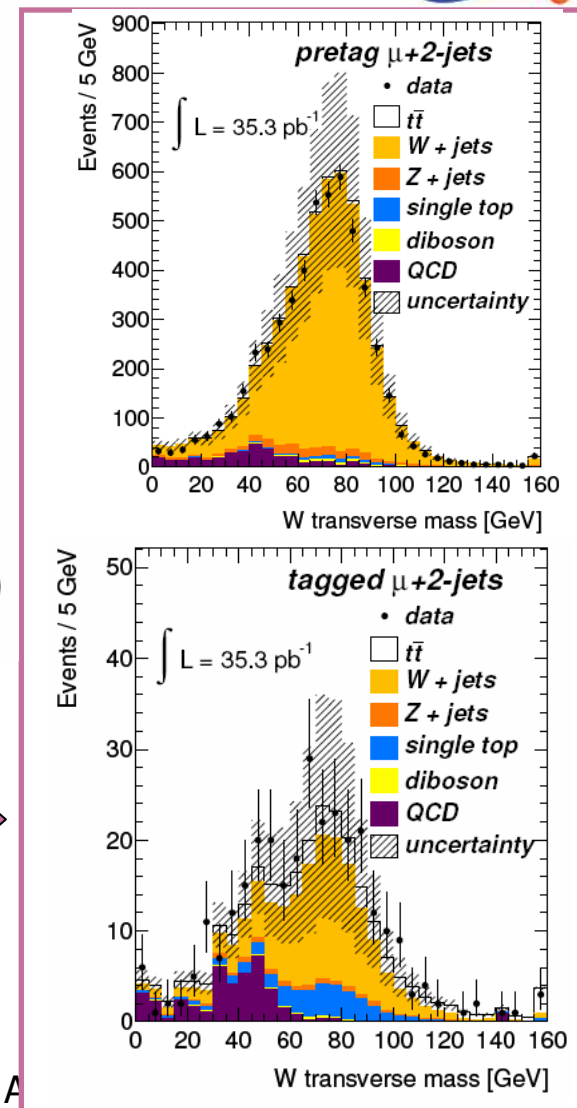 pretag μ+2-jets
Events / 5 GeV
900
800
700
600
500
400
300
200
100
0
∫ L = 35.3 pb⁻¹
data
tt̄
W + jets
Z + jets
single top
diboson
QCD
uncertainty
0 20 40 60 80 100 120 140 160
W transverse mass [GeV]
tagged μ+2-jets
Events / 5 GeV
50
40
30
20
10
0
∫ L = 35.3 pb⁻¹
data
tt̄
W + jets
Z + jets
single top
diboson
QCD
uncertainty
0 20 40 60 80 100 120 140 160
W transverse mass [GeV]
A